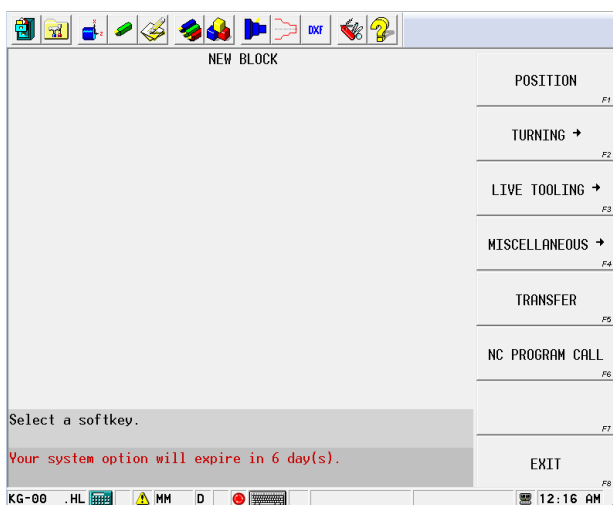 DXF
NEW BLOCK
POSITION
F1
TURNING →
F2
LIVE TOOLING →
F3
MISCELLANEOUS →
F4
TRANSFER
F5
NC PROGRAM CALL
F6
F7
Select a softkey.
Your system option will expire in 6 day(s).
EXIT
F8
KG-00 .HL MM D 12:16 AM